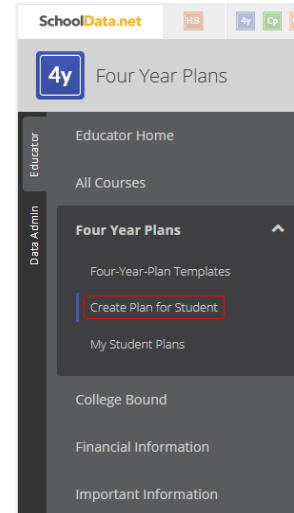 SchoolData.net
HB
4y
Cp
4y
Four Year Plans
Educator
Data Admin
Educator Home
All Courses
Four Year Plans
Four-Year-Plan Templates
Create Plan for Student
My Student Plans
College Bound
Financial Information
Important Information